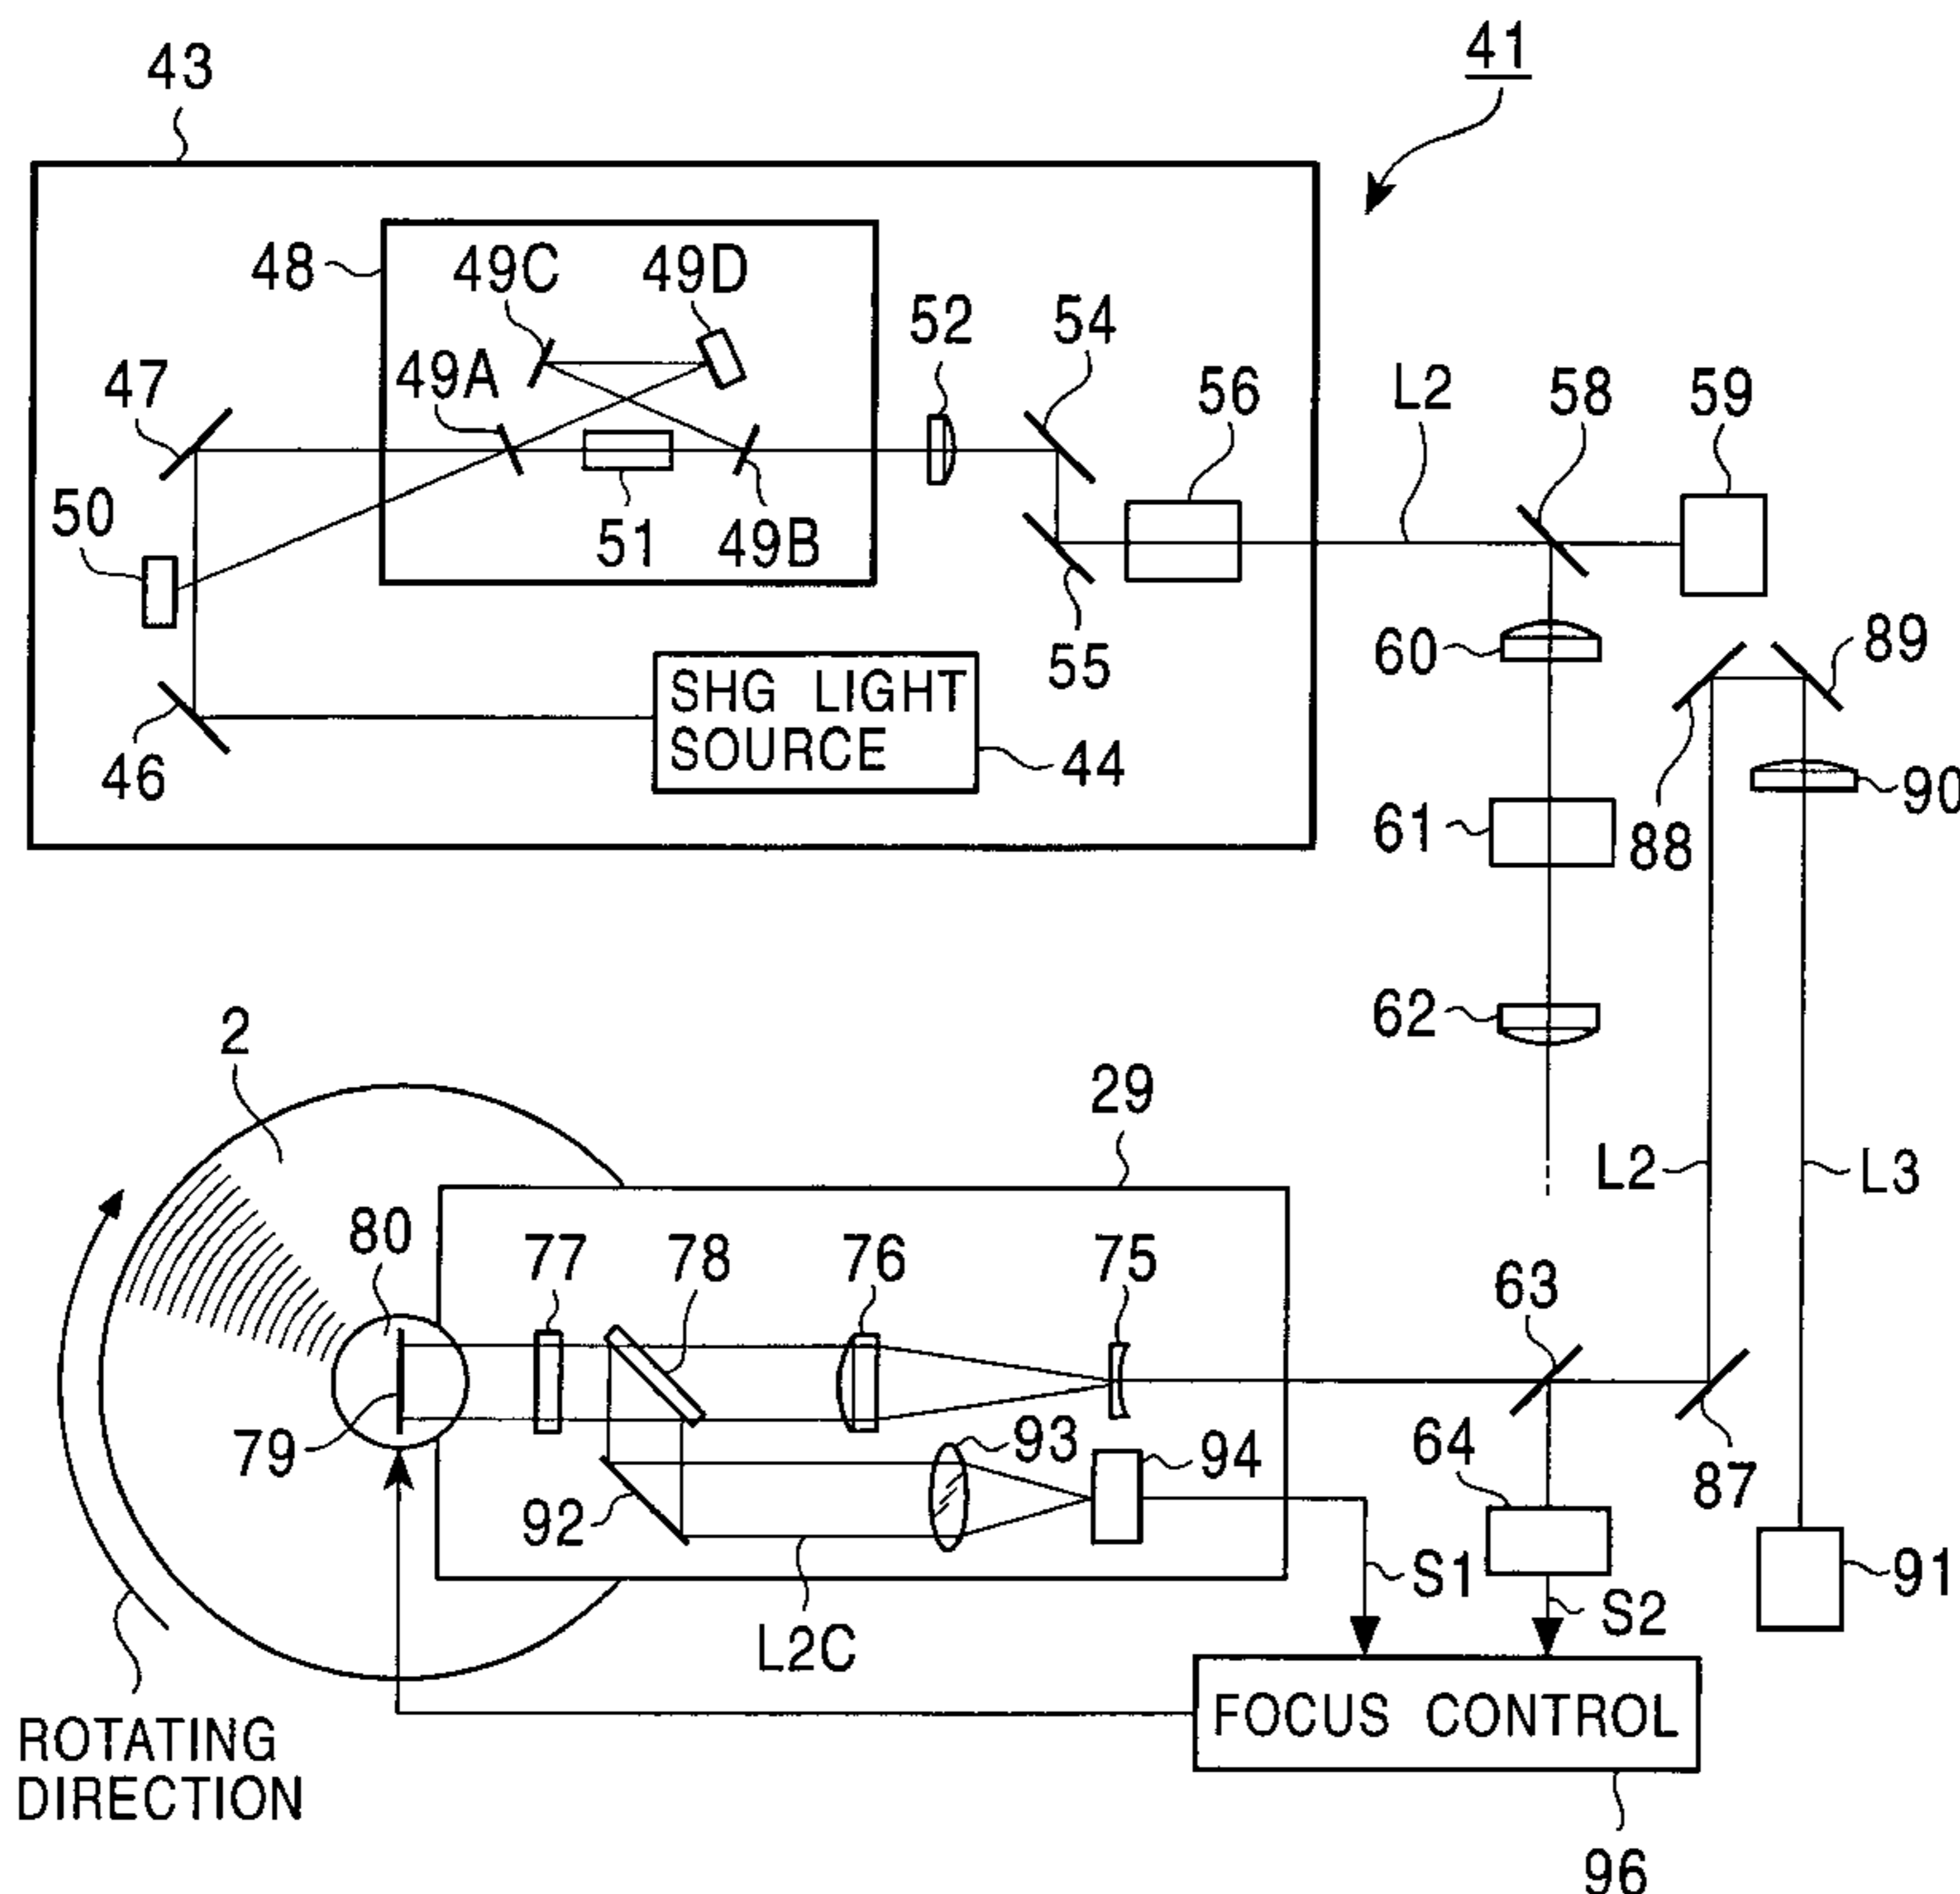 41
43
48
49C
49D
52
54
47
49A
56
L2
58
59
50
51
49B
60
55
89
SHG LIGHT
SOURCE
46
44
90
61
88
62
2
29
L2
L3
80
77
78
76
75
63
79
93
94
64
92
87
S1
91
S2
L2C
FOCUS CONTROL
ROTATING
DIRECTION
96